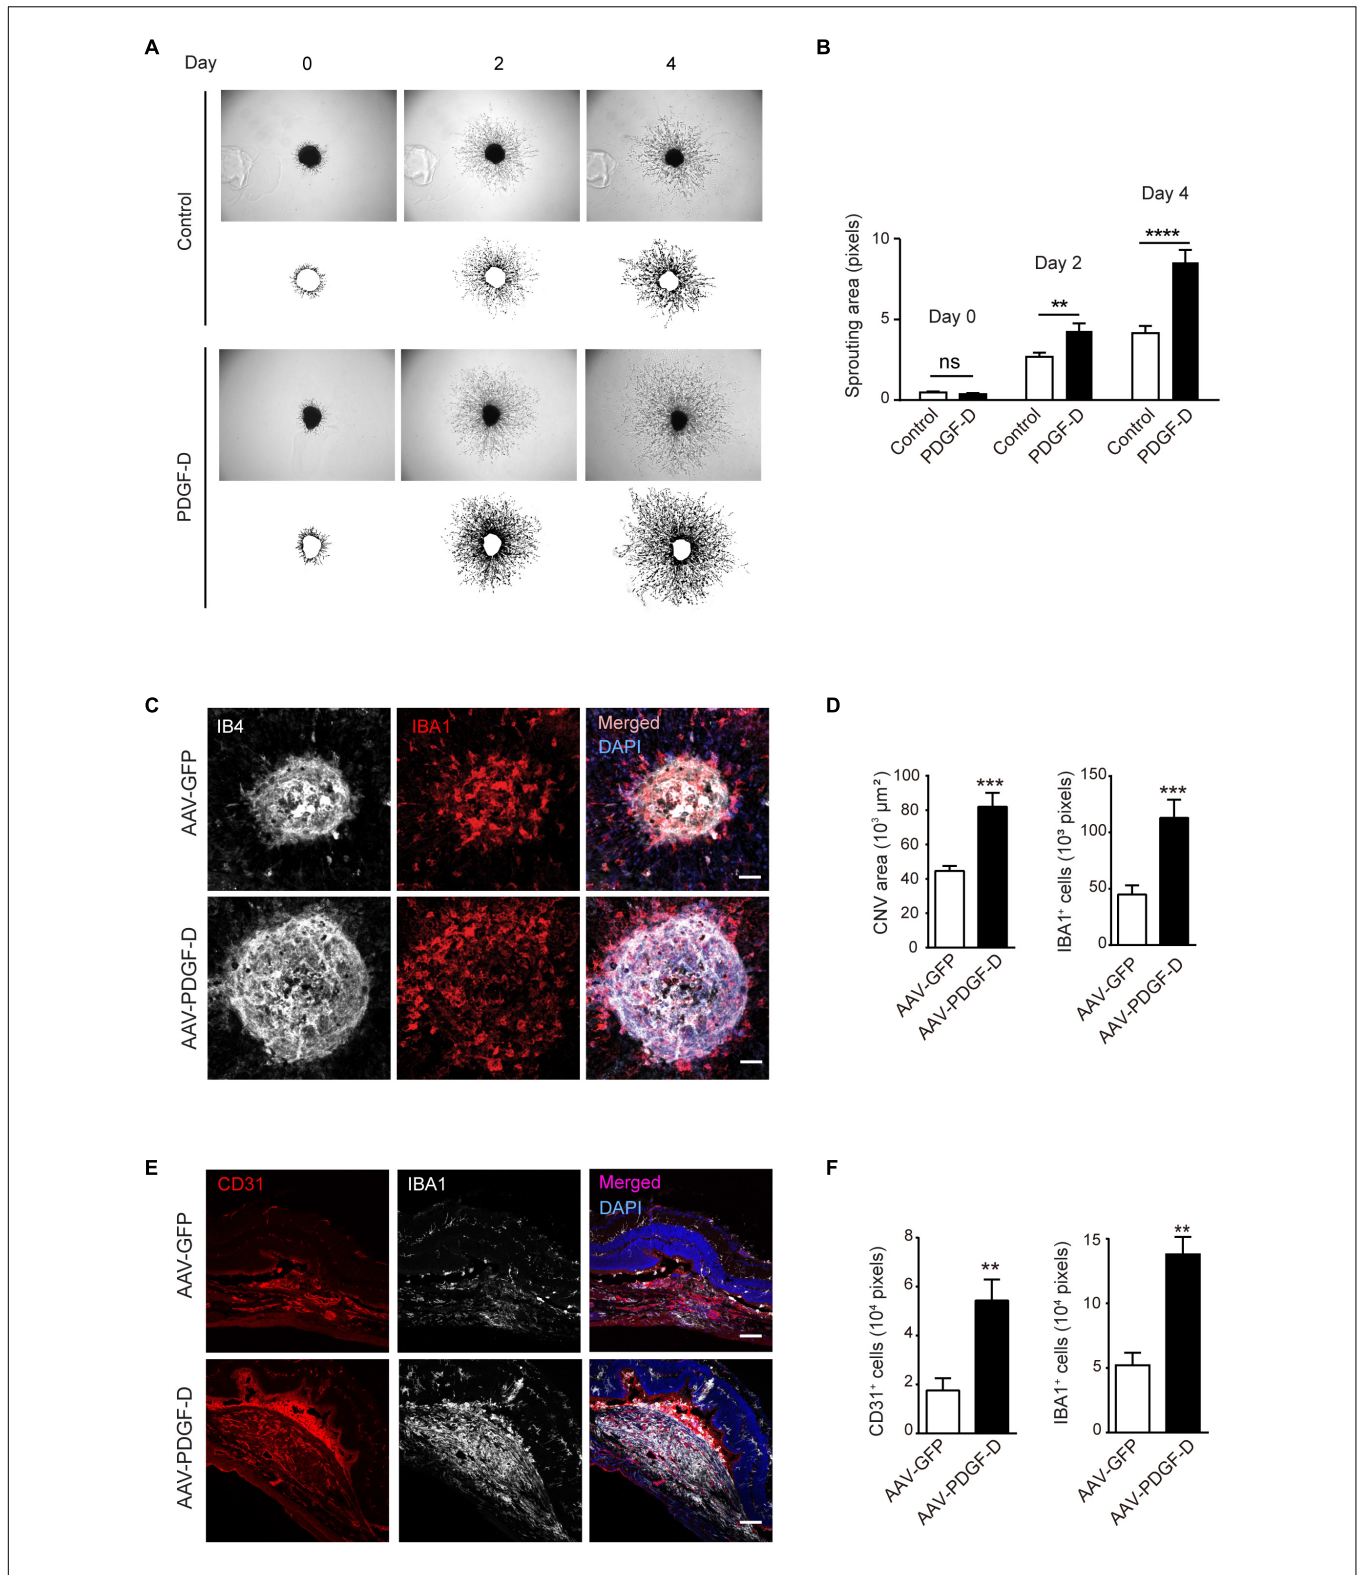 A
Day 0 2 4
Control
PDGF-D
B
Sprouting area (pixels)
10
5
0
Day 0
ns
Day 2
**
Day 4
****
Control
PDGF-D
Control
PDGF-D
Control
PDGF-D
C
IB4
IBA1
Merged
DAPI
AAV-GFP
AAV-PDGF-D
D
CNV area (10³ µm²)
100
80
60
40
20
0
***
AAV-GFP
AAV-PDGF-D
IBA1⁺ cells (10³ pixels)
150
100
50
0
***
AAV-GFP
AAV-PDGF-D
E
CD31
IBA1
Merged
DAPI
AAV-GFP
AAV-PDGF-D
F
CD31⁺ cells (10⁴ pixels)
8
6
4
2
0
**
AAV-GFP
AAV-PDGF-D
IBA1⁺ cells (10⁴ pixels)
15
10
5
0
**
AAV-GFP
AAV-PDGF-D